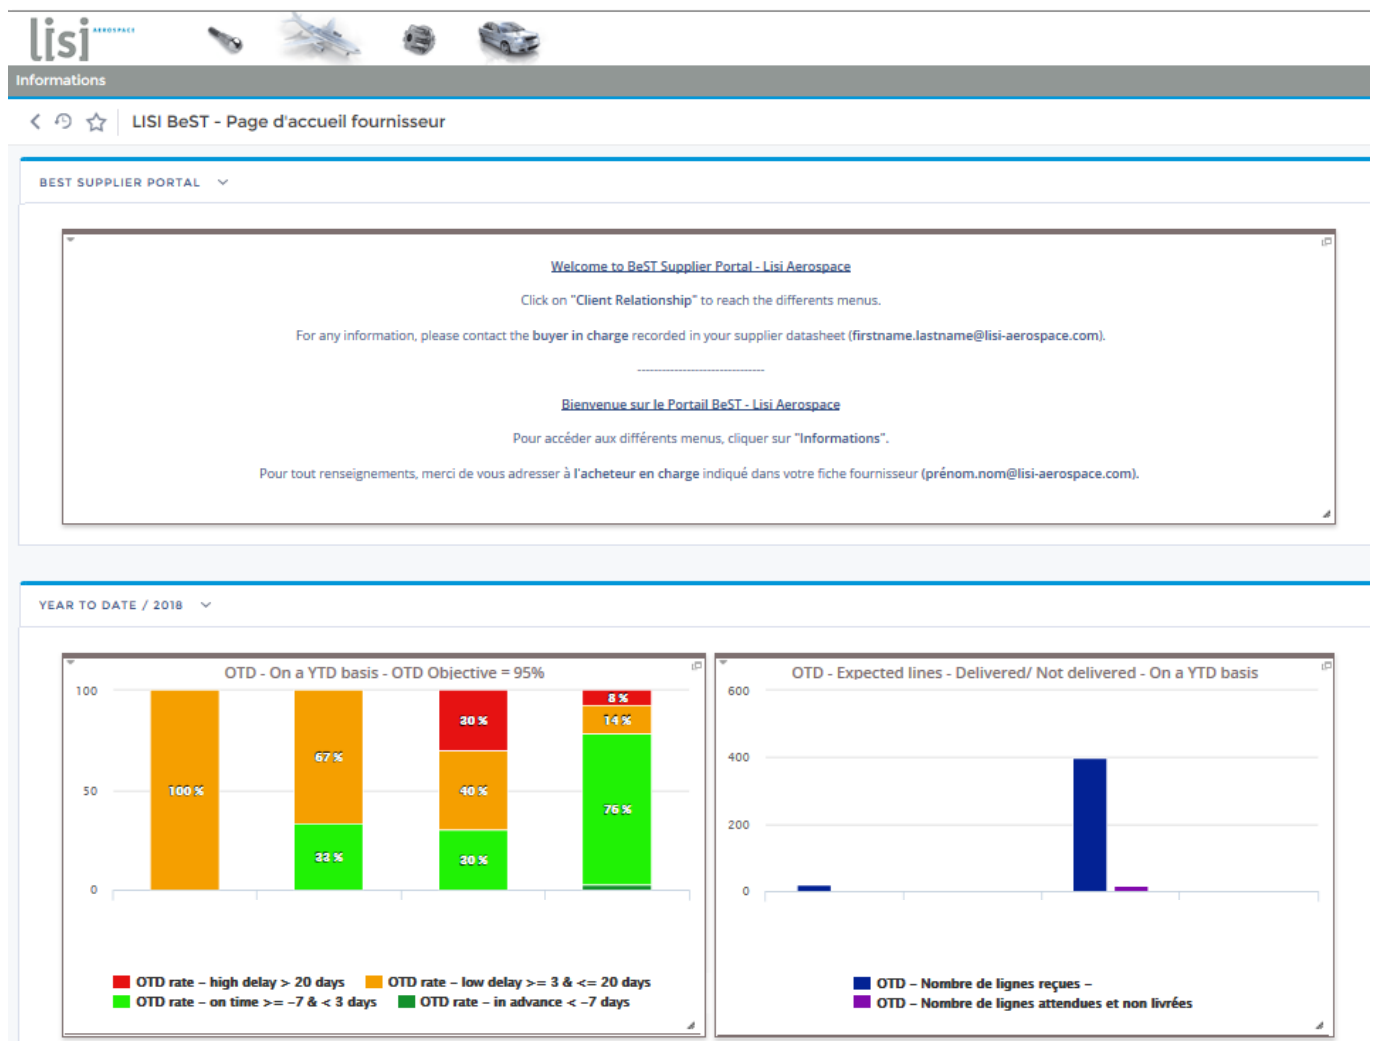 lisi AEROSPACE
Informations
LISI BeST - Page d'accueil fournisseur
BEST SUPPLIER PORTAL
Welcome to BeST Supplier Portal - Lisi Aerospace
Click on "Client Relationship" to reach the differents menus.
For any information, please contact the buyer in charge recorded in your supplier datasheet (firstname.lastname@lisi-aerospace.com).
------------------------------
Bienvenue sur le Portail BeST - Lisi Aerospace
Pour accéder aux différents menus, cliquer sur "Informations".
Pour tout renseignements, merci de vous adresser à l'acheteur en charge indiqué dans votre fiche fournisseur (prénom.nom@lisi-aerospace.com).
YEAR TO DATE / 2018
OTD - On a YTD basis - OTD Objective = 95%
100
50
0
100 %
67 %
33 %
30 %
40 %
30 %
8 %
14 %
76 %
OTD rate – high delay > 20 days
OTD rate – low delay >= 3 & <= 20 days
OTD rate – on time >= –7 & < 3 days
OTD rate – in advance < –7 days
OTD - Expected lines - Delivered/ Not delivered - On a YTD basis
600
400
200
0
OTD – Nombre de lignes reçues –
OTD – Nombre de lignes attendues et non livrées